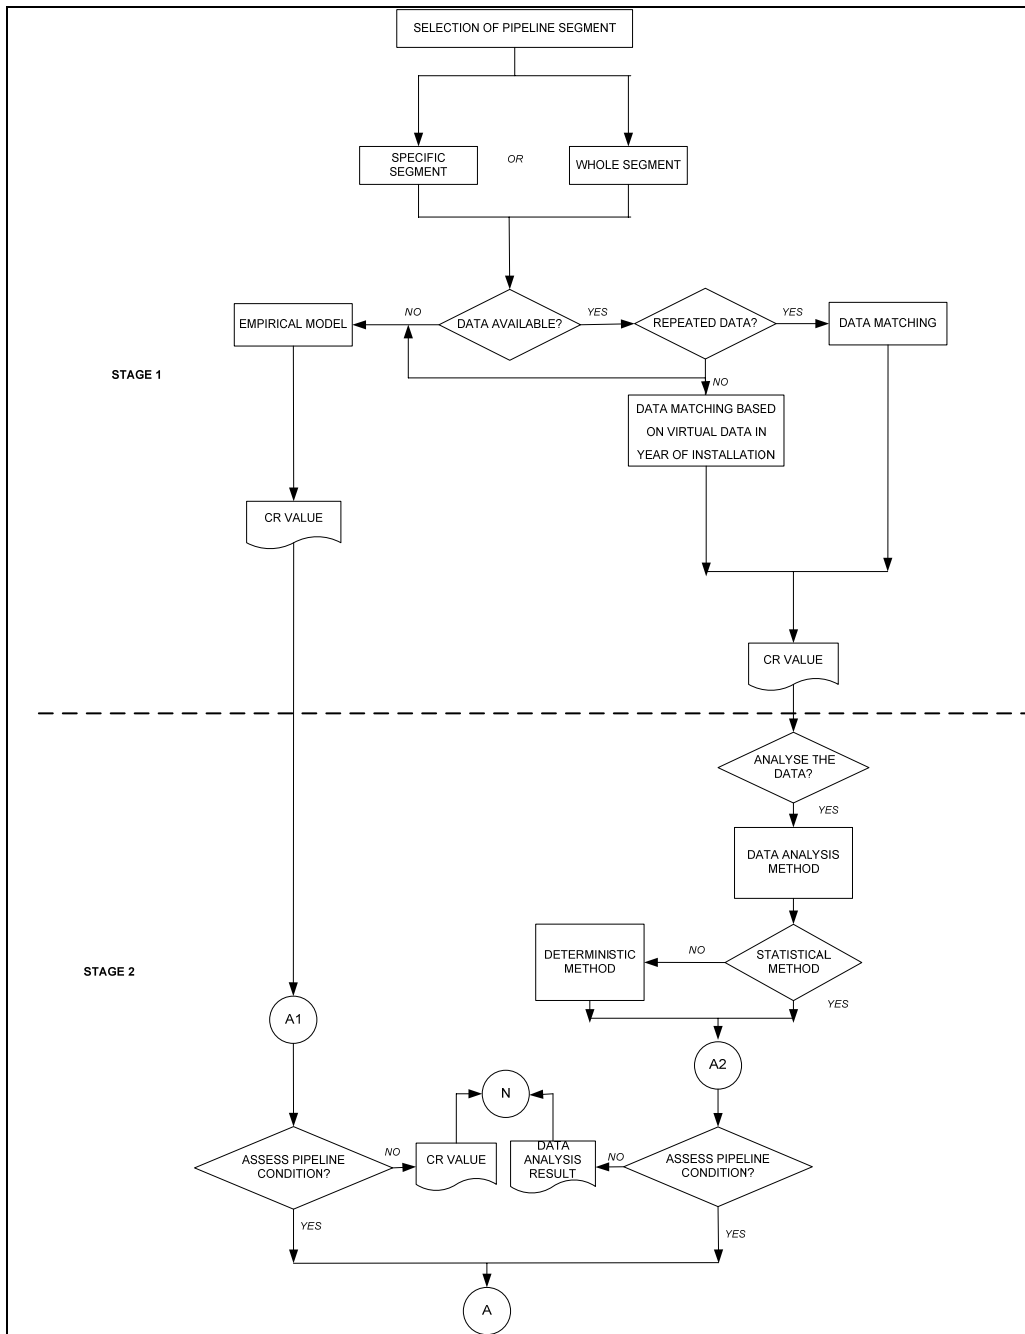 SELECTION OF PIPELINE SEGMENT
SPECIFIC
SEGMENT
OR
WHOLE SEGMENT
EMPIRICAL MODEL
NO
DATA AVAILABLE?
YES
REPEATED DATA?
YES
DATA MATCHING
STAGE 1
NO
DATA MATCHING BASED
ON VIRTUAL DATA IN
YEAR OF INSTALLATION
CR VALUE
CR VALUE
ANALYSE THE
DATA?
YES
DATA ANALYSIS
METHOD
STAGE 2
DETERMINISTIC
METHOD
NO
STATISTICAL
METHOD
YES
A1
A2
N
ASSESS PIPELINE
CONDITION?
NO
CR VALUE
DATA
ANALYSIS
RESULT
NO
ASSESS PIPELINE
CONDITION?
YES
YES
A